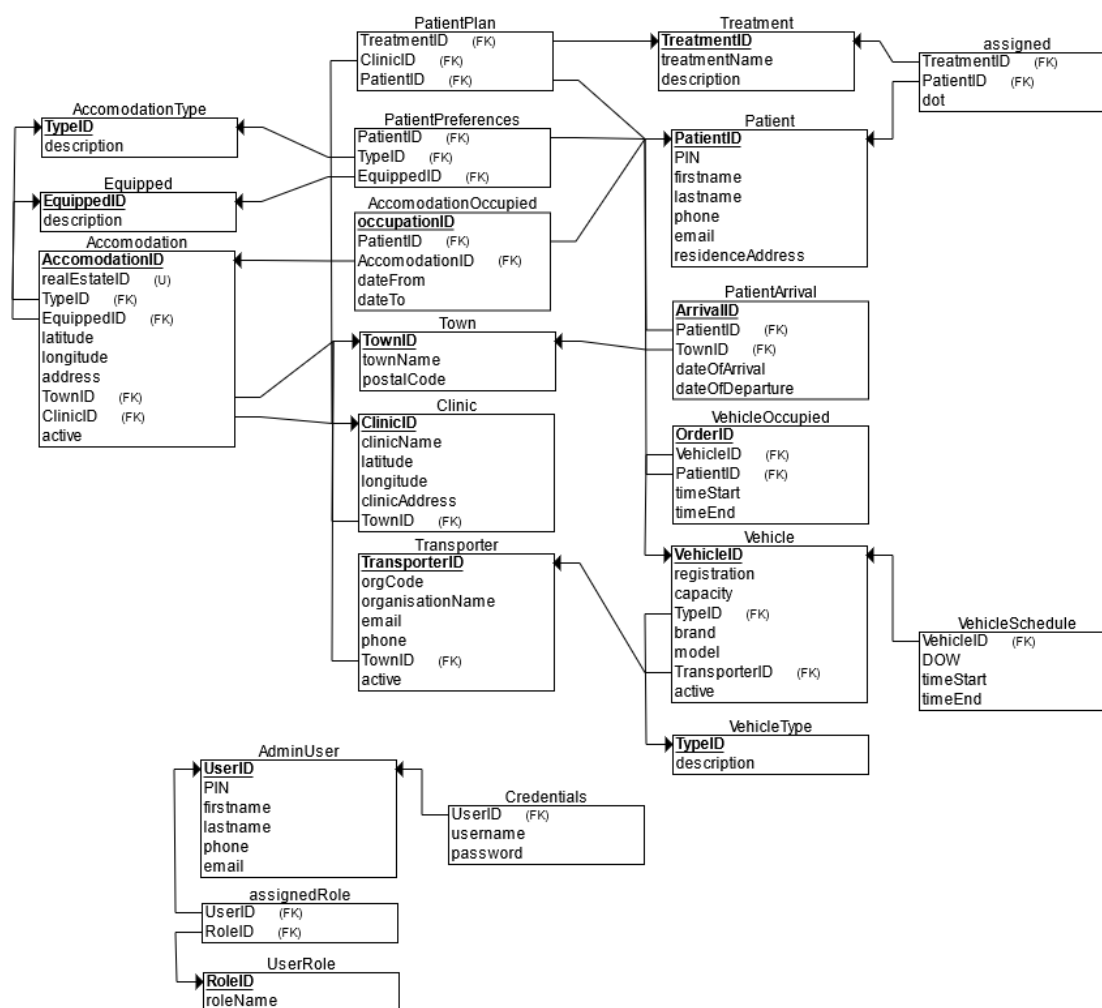 PatientPlan
TreatmentID (FK)
ClinicID (FK)
PatientID (FK)
Treatment
TreatmentID
treatmentName
description
assigned
TreatmentID (FK)
PatientID (FK)
dot
AccomodationType
TypeID
description
PatientPreferences
PatientID (FK)
TypeID (FK)
EquippedID (FK)
Patient
PatientID
PIN
firstname
lastname
phone
email
residenceAddress
Equipped
EquippedID
description
AccomodationOccupied
occupationID
PatientID (FK)
AccomodationID (FK)
dateFrom
dateTo
Accomodation
AccomodationID
realEstateID (U)
TypeID (FK)
EquippedID (FK)
latitude
longitude
address
TownID (FK)
ClinicID (FK)
active
PatientArrival
ArrivalID
PatientID (FK)
TownID (FK)
dateOfArrival
dateOfDeparture
Town
TownID
townName
postalCode
Clinic
ClinicID
clinicName
latitude
longitude
clinicAddress
TownID (FK)
VehicleOccupied
OrderID
VehicleID (FK)
PatientID (FK)
timeStart
timeEnd
Transporter
TransporterID
orgCode
organisationName
email
phone
TownID (FK)
active
Vehicle
VehicleID
registration
capacity
TypeID (FK)
brand
model
TransporterID (FK)
active
VehicleSchedule
VehicleID (FK)
DOW
timeStart
timeEnd
VehicleType
TypeID
description
AdminUser
UserID
PIN
firstname
lastname
phone
email
Credentials
UserID (FK)
username
password
assignedRole
UserID (FK)
RoleID (FK)
UserRole
RoleID
roleName